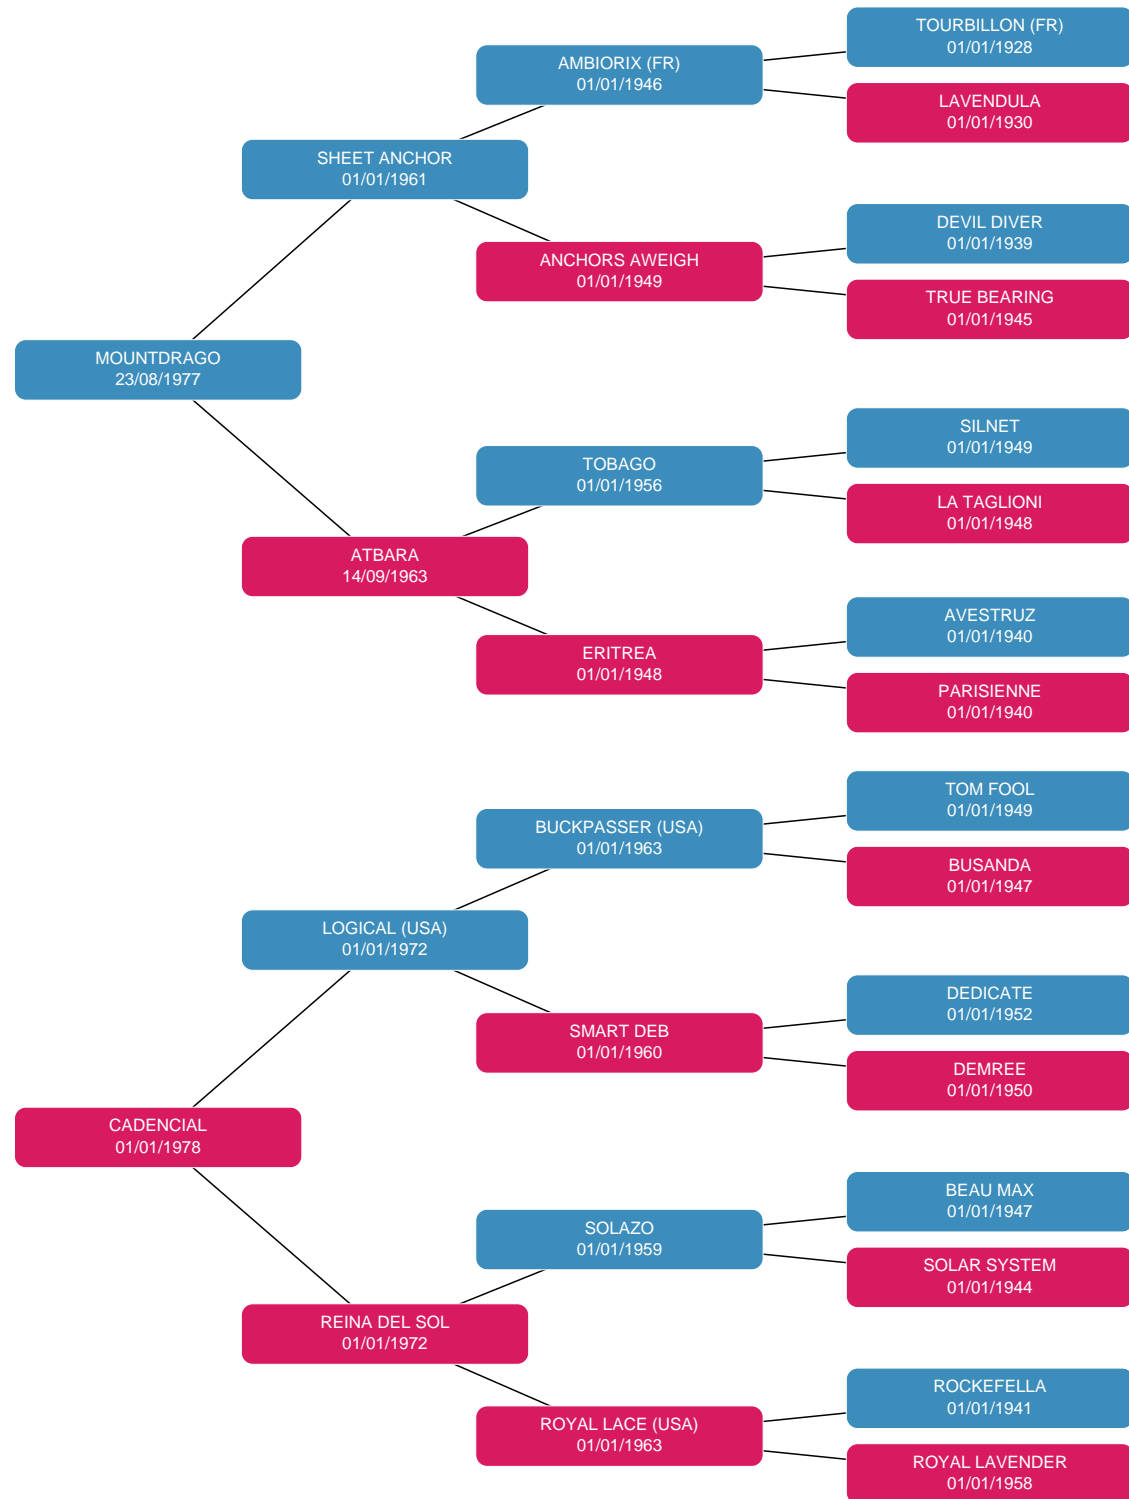 TOURBILLON (FR)
01/01/1928
AMBIORIX (FR)
01/01/1946
LAVENDULA
01/01/1930
SHEET ANCHOR
01/01/1961
DEVIL DIVER
01/01/1939
ANCHORS AWEIGH
01/01/1949
TRUE BEARING
01/01/1945
MOUNTDRAGO
23/08/1977
SILNET
01/01/1949
TOBAGO
01/01/1956
LA TAGLIONI
01/01/1948
ATBARA
14/09/1963
AVESTRUZ
01/01/1940
ERITREA
01/01/1948
PARISIENNE
01/01/1940
TOM FOOL
01/01/1949
BUCKPASSER (USA)
01/01/1963
BUSANDA
01/01/1947
LOGICAL (USA)
01/01/1972
DEDICATE
01/01/1952
SMART DEB
01/01/1960
DEMREE
01/01/1950
CADENCIAL
01/01/1978
BEAU MAX
01/01/1947
SOLAZO
01/01/1959
SOLAR SYSTEM
01/01/1944
REINA DEL SOL
01/01/1972
ROCKEFELLA
01/01/1941
ROYAL LACE (USA)
01/01/1963
ROYAL LAVENDER
01/01/1958